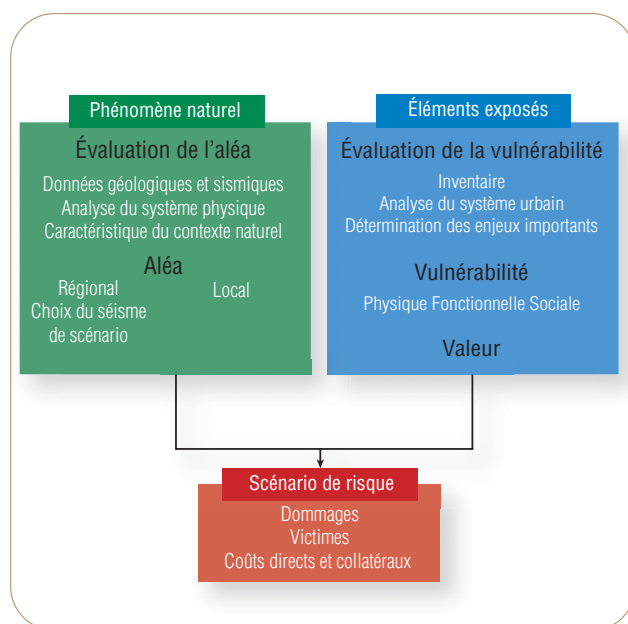 Phénomène naturel
Évaluation de l'aléa
Données géologiques et sismiques
Analyse du système physique
Caractéristique du contexte naturel
Aléa
Régional
Choix du séisme
de scénario
Local
Éléments exposés
Évaluation de la vulnérabilité
Inventaire
Analyse du système urbain
Détermination des enjeux importants
Vulnérabilité
Physique Fonctionnelle Sociale
Valeur
Scénario de risque
Dommages
Victimes
Coûts directs et collatéraux